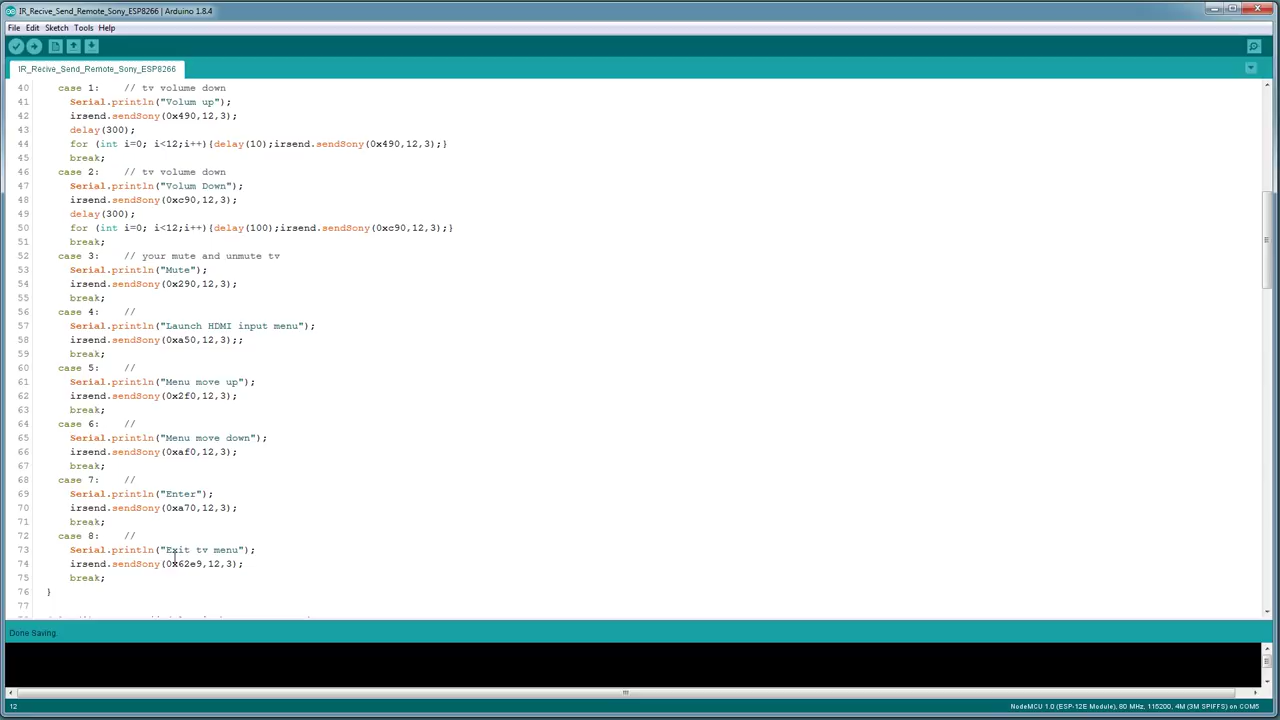 IR_Recive_Send_Remote_Sony_ESP8266 | Arduino 1.8.4
File Edit Sketch Tools Help
IR_Recive_Send_Remote_Sony_ESP8266
40 case 1: // tv volume down
41 Serial.println("Volum up");
42 irsend.sendSony(0x490,12,3);
43 delay(300);
44 for (int i=0; i<12;i++){delay(10);irsend.sendSony(0x490,12,3);}
45 break;
46 case 2: // tv volume down
47 Serial.println("Volum Down");
48 irsend.sendSony(0xc90,12,3);
49 delay(300);
50 for (int i=0; i<12;i++){delay(100);irsend.sendSony(0xc90,12,3);}
51 break;
52 case 3: // your mute and unmute tv
53 Serial.println("Mute");
54 irsend.sendSony(0x290,12,3);
55 break;
56 case 4: //
57 Serial.println("Launch HDMI input menu");
58 irsend.sendSony(0xa50,12,3);;
59 break;
60 case 5: //
61 Serial.println("Menu move up");
62 irsend.sendSony(0x2f0,12,3);
63 break;
64 case 6: //
65 Serial.println("Menu move down");
66 irsend.sendSony(0xaf0,12,3);
67 break;
68 case 7: //
69 Serial.println("Enter");
70 irsend.sendSony(0xa70,12,3);
71 break;
72 case 8: //
73 Serial.println("Exit tv menu");
74 irsend.sendSony(0x62e9,12,3);
75 break;
76 }
77
Done Saving.
12 NodeMCU 1.0 (ESP-12E Module), 80 MHz, 115200, 4M (3M SPIFFS) on COM5